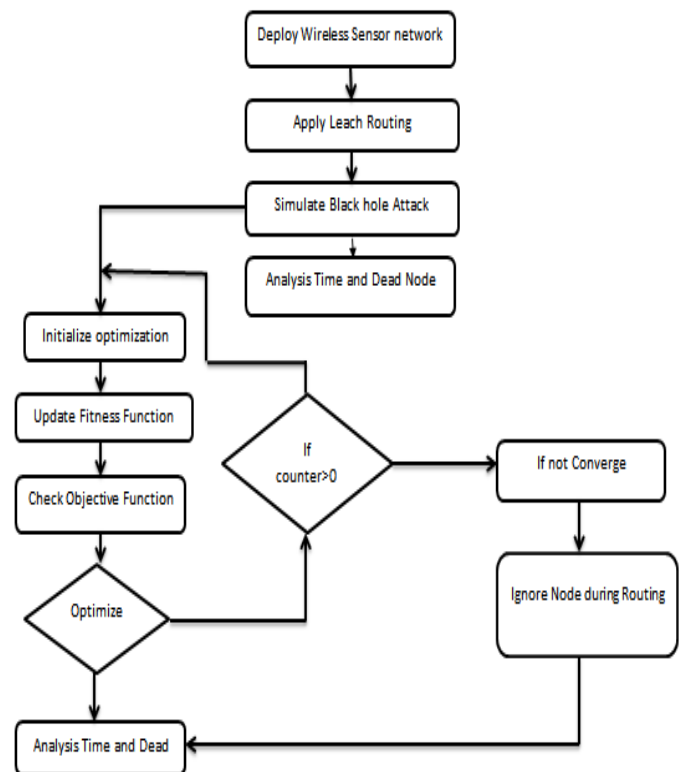 Deploy Wireless Sensor network
Apply Leach Routing
Simulate Black hole Attack
Analysis Time and Dead Node
Initialize optimization
Update Fitness Function
Check Objective Function
Optimize
If
counter>0
If not Converge
Ignore Node during Routing
Analysis Time and Dead